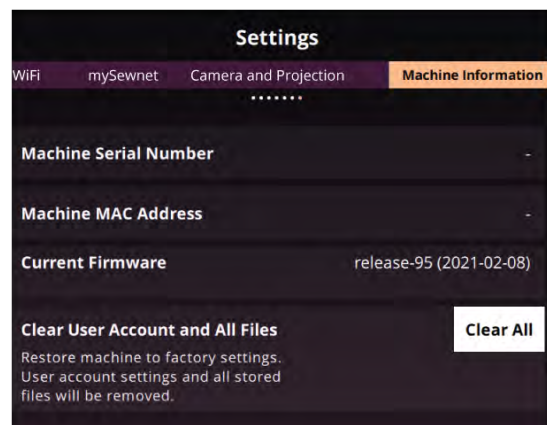 Settings
WiFi mySewnet Camera and Projection Machine Information
Machine Serial Number -
Machine MAC Address -
Current Firmware release-95 (2021-02-08)
Clear User Account and All Files Clear All
Restore machine to factory settings.
User account settings and all stored
files will be removed.